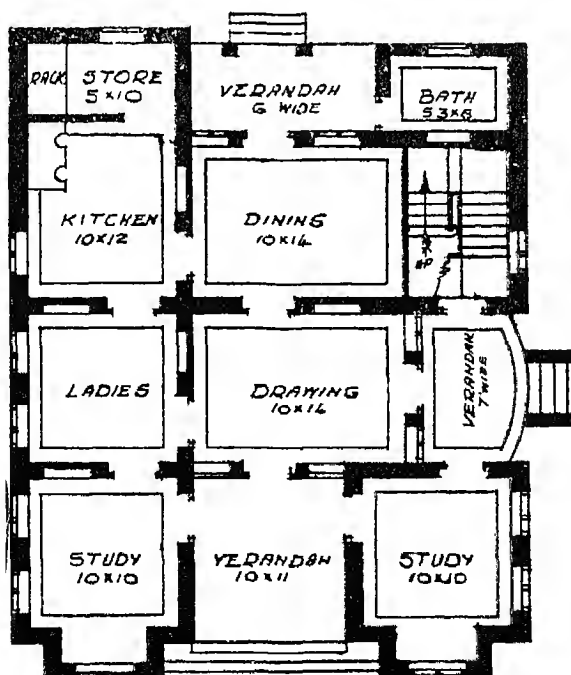 RACK
STORE
5 x 10
VERANDAH
6 WIDE
BATH
5.3 x 6
KITCHEN
10 x 12
DINING
10 x 14
UP
LADIES
DRAWING
10 x 14
VERANDAH
7 WIDE
STUDY
10 x 10
VERANDAH
10 x 11
STUDY
10 x 10